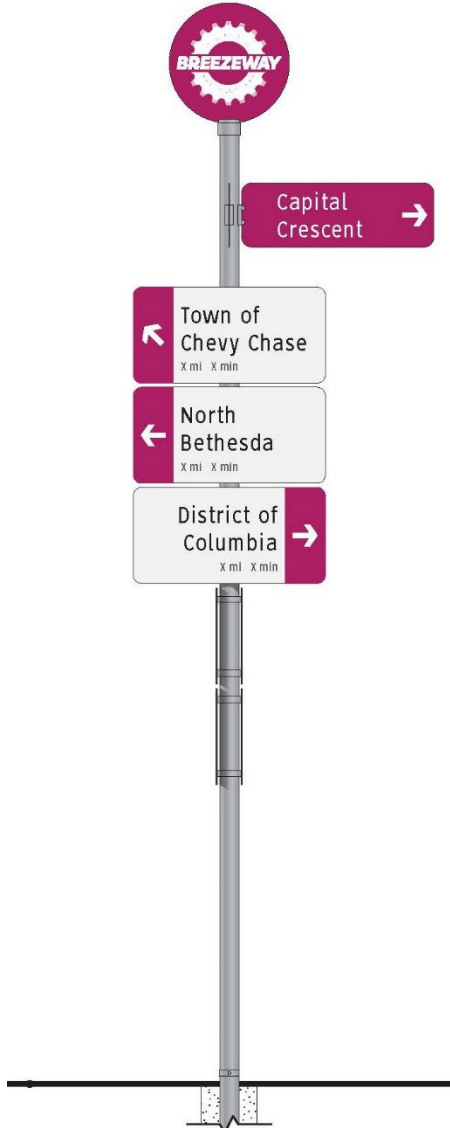 BREEZEWAY
Capital
Crescent
Town of
Chevy Chase
X mi X min
North
Bethesda
X mi X min
District of
Columbia
X mi X min